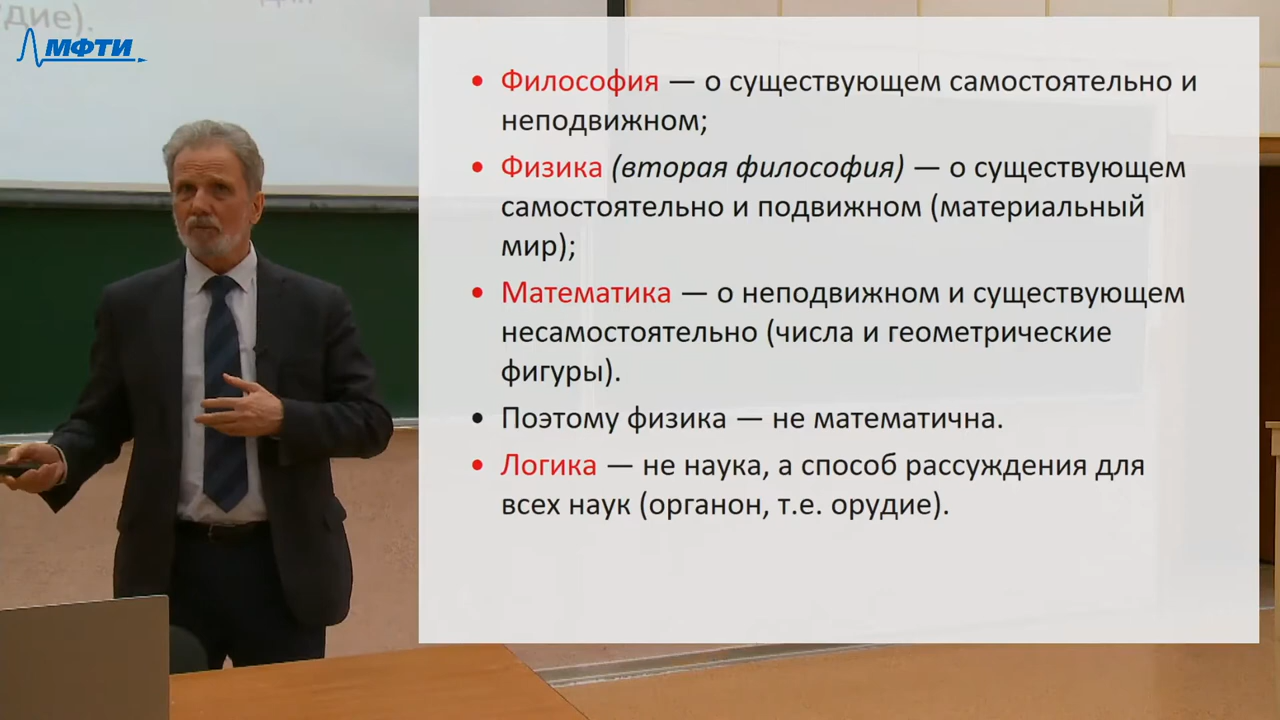 удие).
МФТИ
• Философия — о существующем самостоятельно и
неподвижном;
• Физика (вторая философия) — о существующем
самостоятельно и подвижном (материальный
мир);
• Математика — о неподвижном и существующем
несамостоятельно (числа и геометрические
фигуры).
• Поэтому физика — не математична.
• Логика — не наука, а способ рассуждения для
всех наук (органон, т.е. орудие).